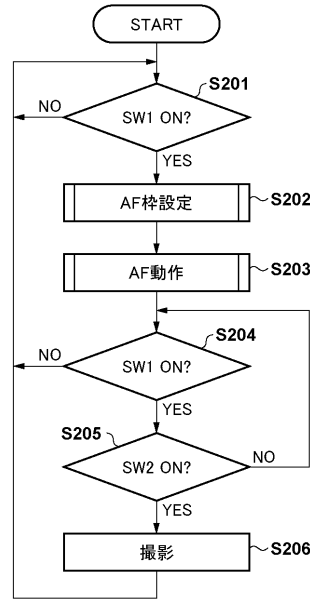 START
S201
NO
SW1 ON?
YES
AF枠設定
S202
AF動作
S203
S204
NO
SW1 ON?
YES
S205
SW2 ON?
NO
YES
撮影
S206